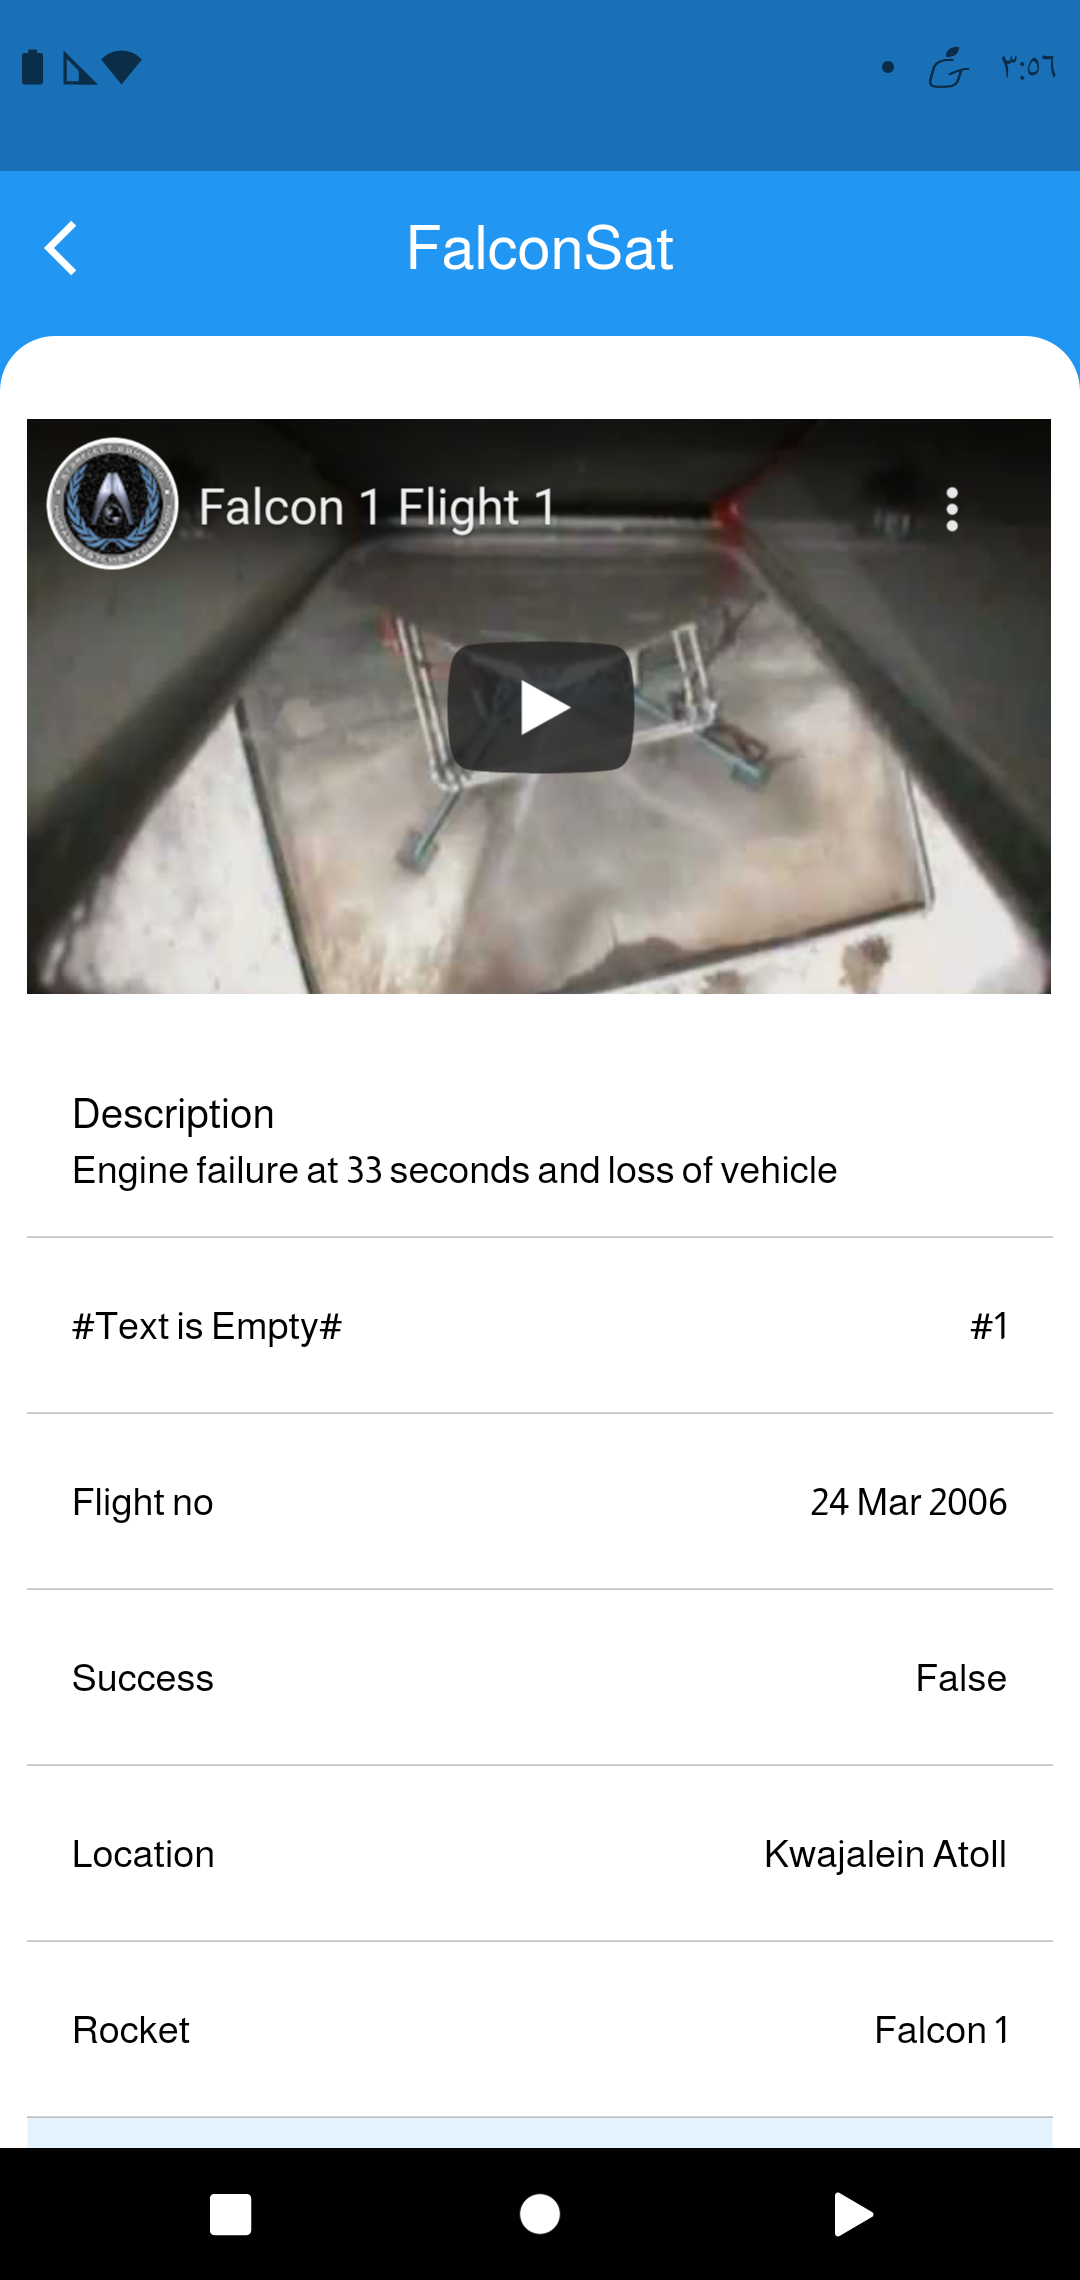 ٣:٥٦
FalconSat
Falcon 1 Flight 1
Description
Engine failure at 33 seconds and loss of vehicle
#Text is Empty# #1
Flight no 24 Mar 2006
Success False
Location Kwajalein Atoll
Rocket Falcon 1